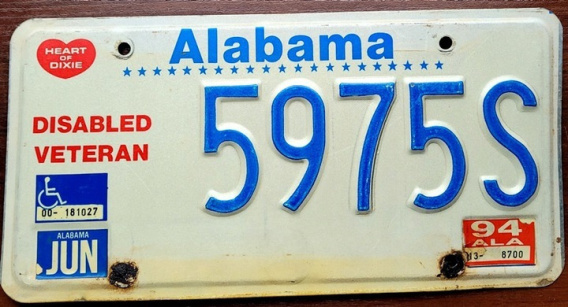 HEART
OF
DIXIE
Alabama
DISABLED
VETERAN
5975S
00- 181027
ALABAMA
JUN
94
ALA
8700